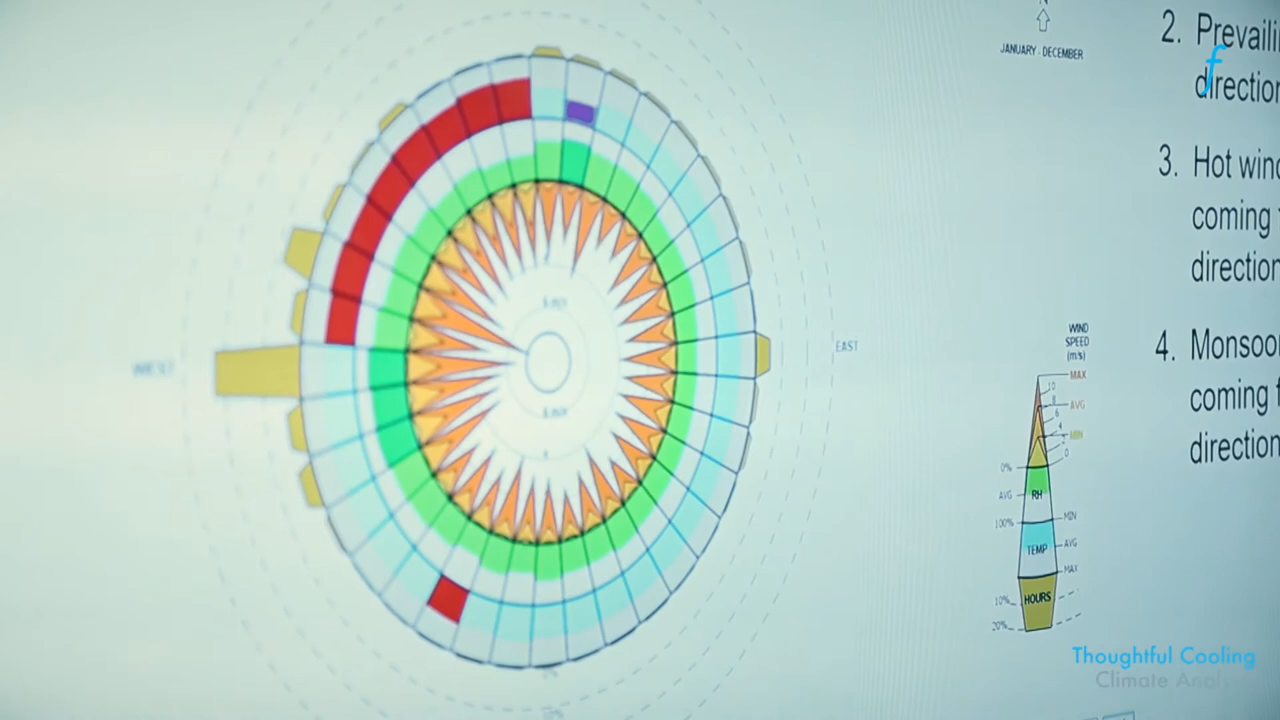 N
JANUARY - DECEMBER
2. Prevaili
direction
3. Hot wind
coming
direction
4. Monsoo
coming f
direction
WEST
EAST
6 m/s
6 m/s
WIND
SPEED
(m/s)
MAX
10
8
AVG
6
4
MIN
2
0
0%
RH
AVG
100%
MIN
TEMP
AVG
MAX
HOURS
10%
20%
f
Thoughtful Cooling
Climate Analy